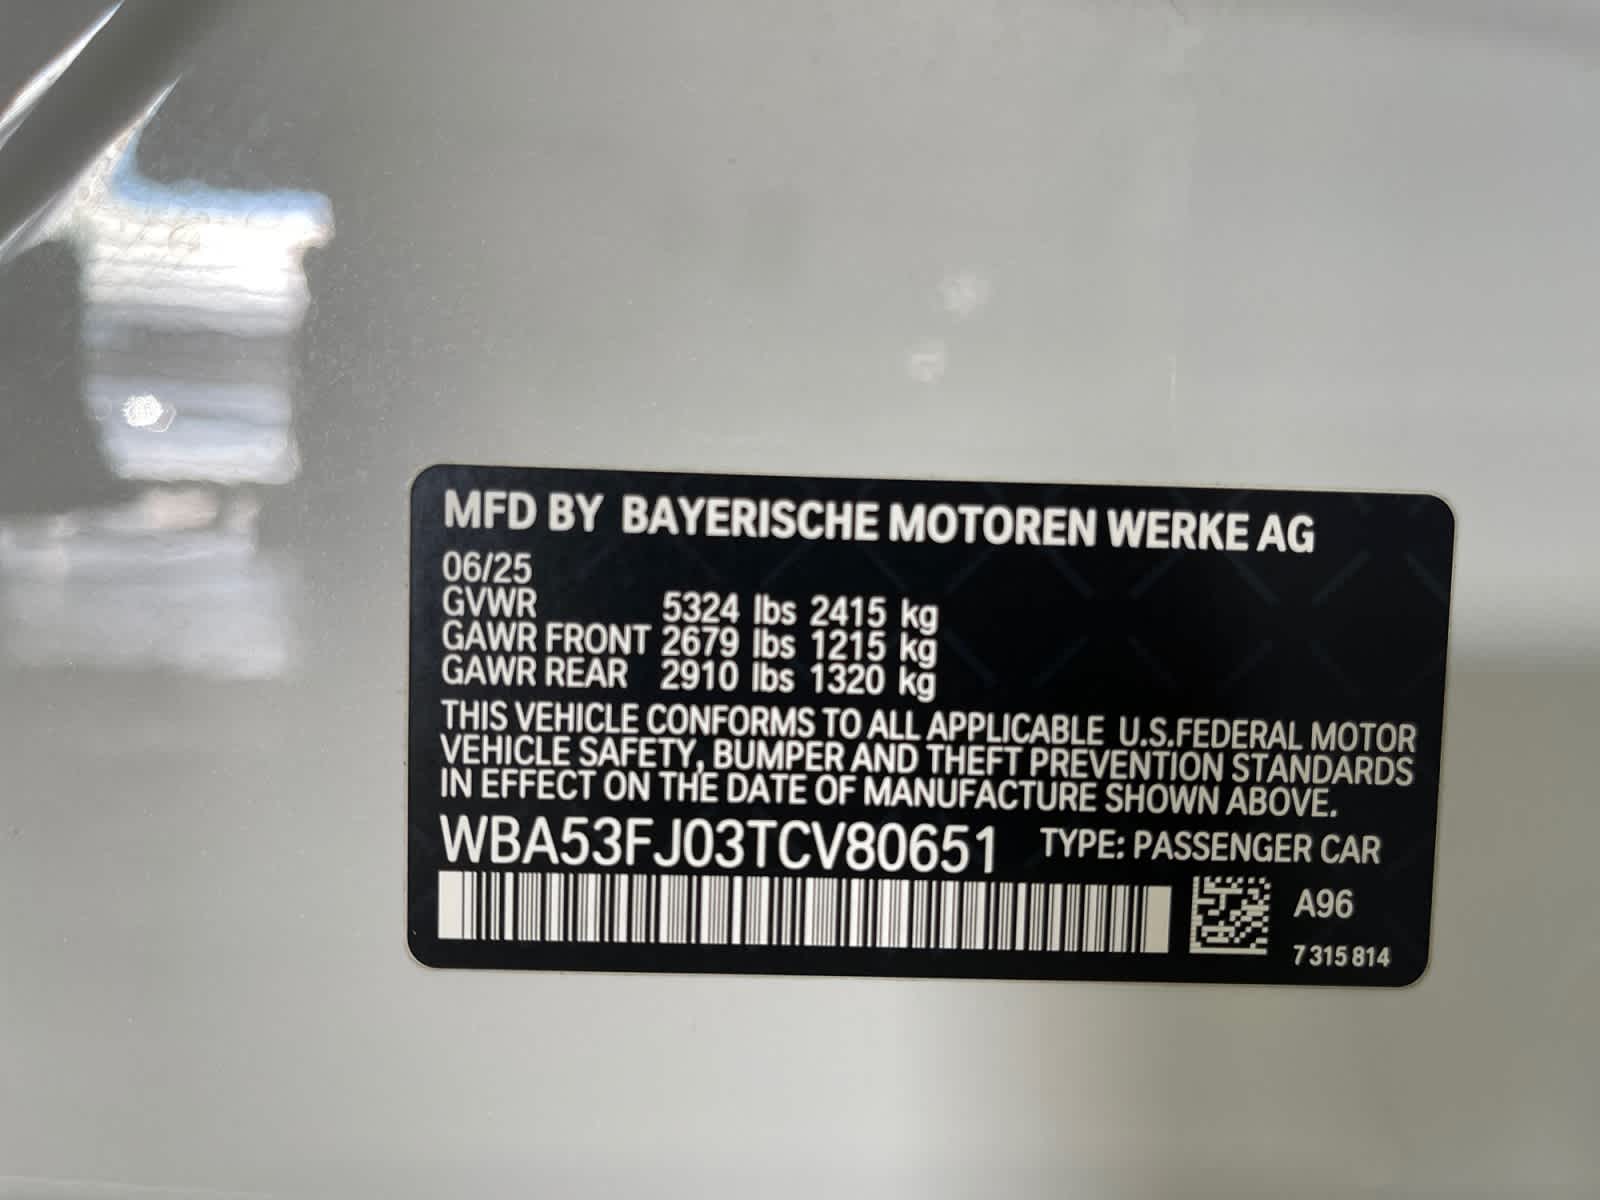 MFD BY BAYERISCHE MOTOREN WERKE AG
06/25
GVWR 5324 lbs 2415 kg
GAWR FRONT 2679 lbs 1215 kg
GAWR REAR 2910 lbs 1320 kg
THIS VEHICLE CONFORMS TO ALL APPLICABLE U.S.FEDERAL MOTOR
VEHICLE SAFETY, BUMPER AND THEFT PREVENTION STANDARDS
IN EFFECT ON THE DATE OF MANUFACTURE SHOWN ABOVE.
WBA53FJ03TCV80651 TYPE: PASSENGER CAR
A96
7 315 814